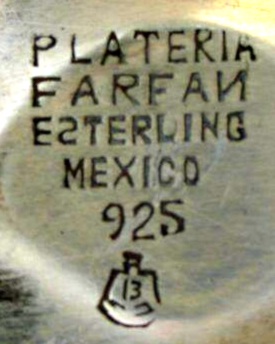 PLATERIA
FARFAN
ESTERLING
MEXICO
925
13